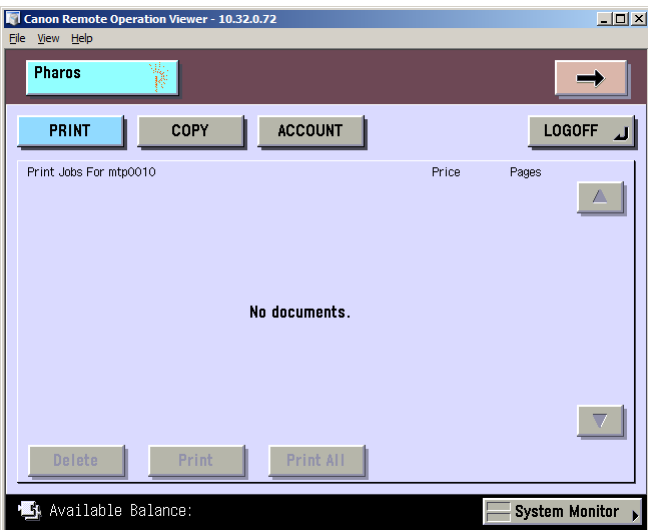 Canon Remote Operation Viewer - 10.32.0.72
File View Help
Pharos
PRINT COPY ACCOUNT LOGOFF
Print Jobs For mtp0010 Price Pages
No documents.
Delete Print Print All
Available Balance: System Monitor